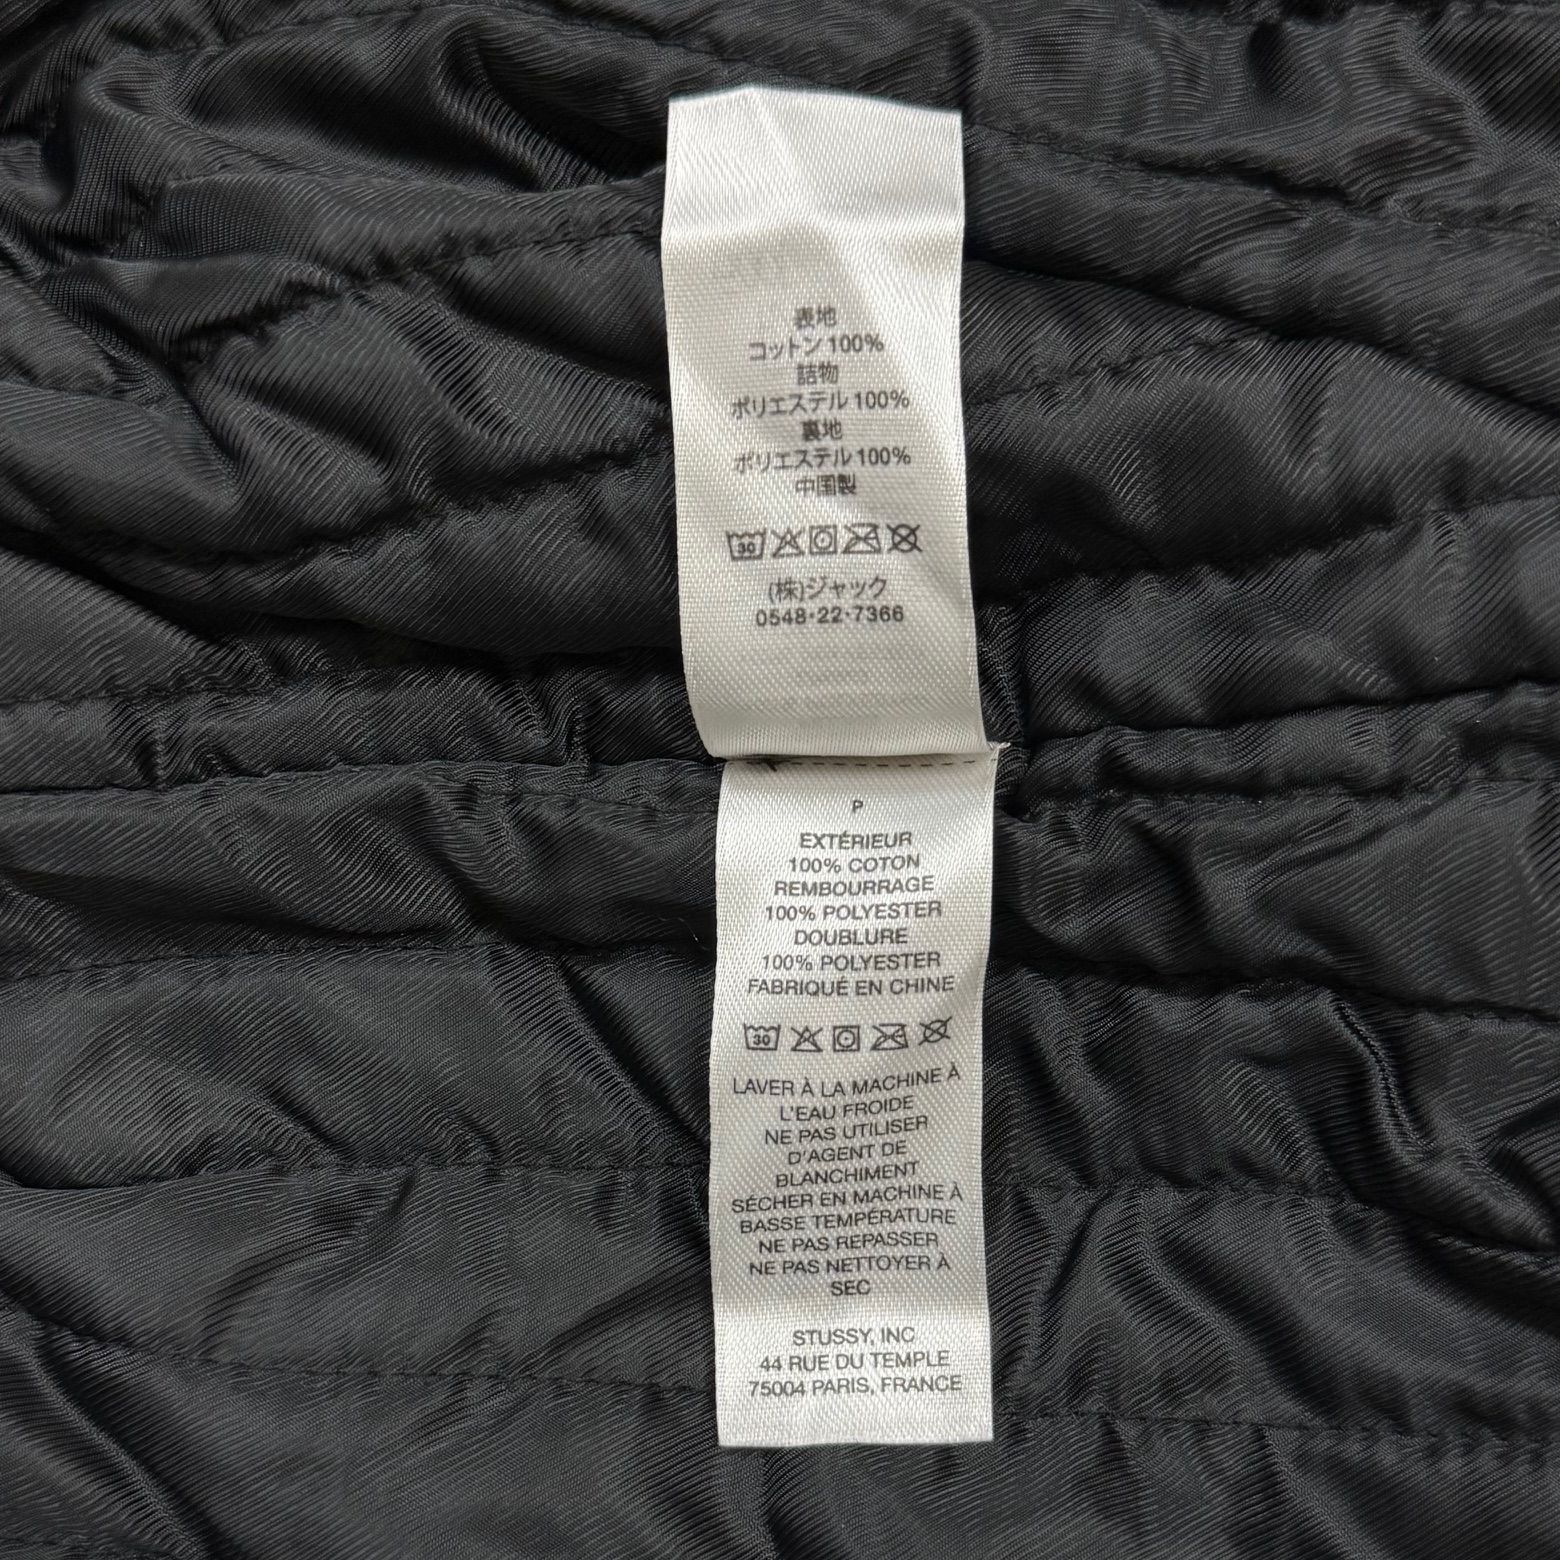 表地
コットン 100%
詰物
ポリエステル 100%
裏地
ポリエステル 100%
中国製
30
(株)ジャック
0548・22・7366
P
EXTÉRIEUR
100% COTON
REMBOURRAGE
100% POLYESTER
DOUBLURE
100% POLYESTER
FABRIQUÉ EN CHINE
30
LAVER À LA MACHINE À
L'EAU FROIDE
NE PAS UTILISER
D'AGENT DE
BLANCHIMENT
SÉCHER EN MACHINE À
BASSE TEMPÉRATURE
NE PAS REPASSER
NE PAS NETTOYER À
SEC
STUSSY, INC
44 RUE DU TEMPLE
75004 PARIS, FRANCE